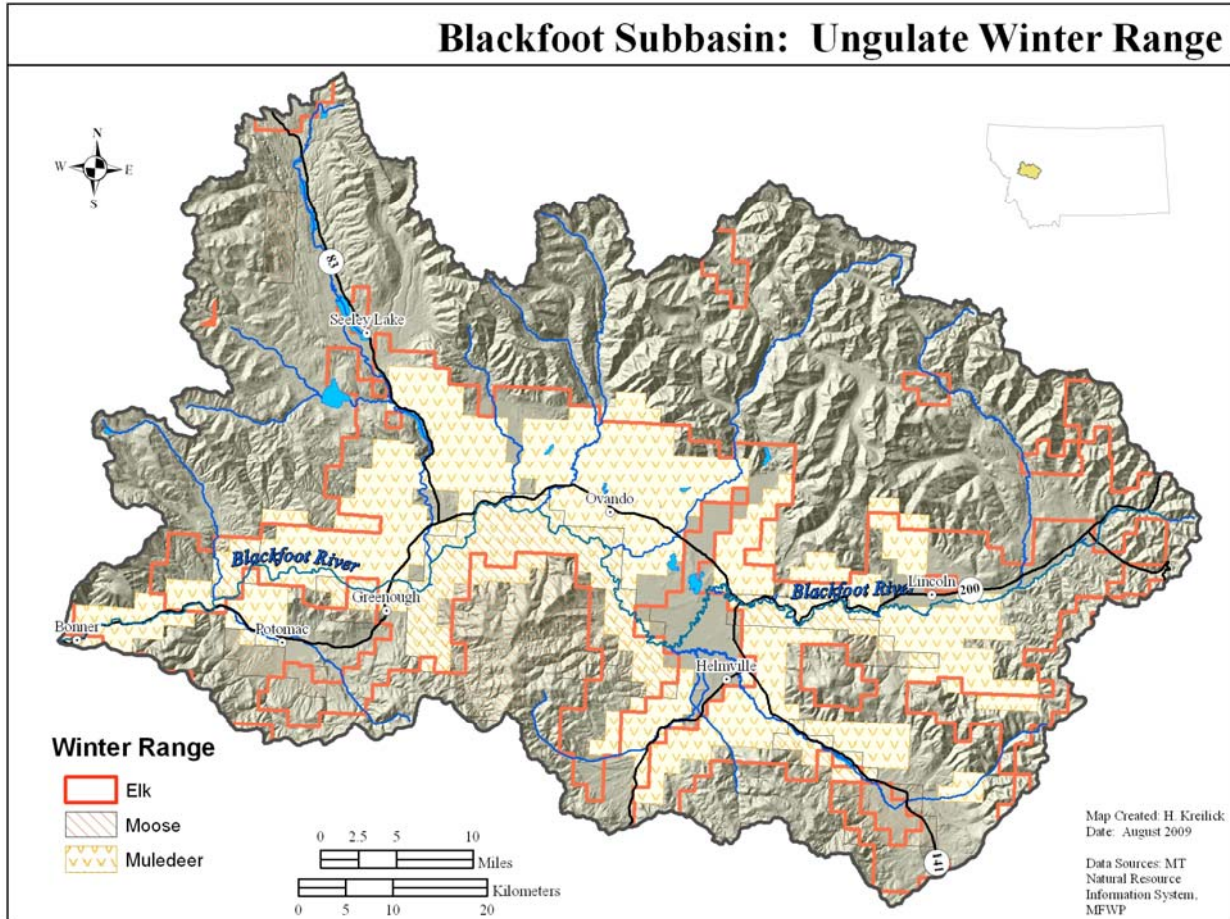 Blackfoot Subbasin: Ungulate Winter Range
N
W E
S
83
Seeley Lake
Ovando
Blackfoot River
Blackfoot River
Lincoln
200
Greenough
Bonner
Potomac
Helmville
141
Winter Range
Elk
Moose
Muledeer
0 2.5 5 10
Miles
Kilometers
0 5 10 20
Map Created: H. Kreilick
Date: August 2009
Data Sources: MT
Natural Resource
Information System,
MFWP